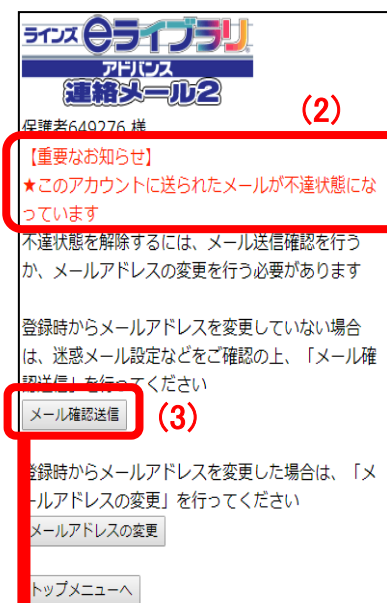 ラインズ eライブラリ
アドバンス
連絡メール2
(2)
保護者649276 様
【重要なお知らせ】
★このアカウントに送られたメールが不達状態にな
っています
不達状態を解除するには、メール送信確認を行う
か、メールアドレスの変更を行う必要があります
登録時からメールアドレスを変更していない場合
は、迷惑メール設定などをご確認の上、「メール確
認送信」を行ってください
メール確認送信
(3)
登録時からメールアドレスを変更した場合は、「メ
ールアドレスの変更」を行ってください
メールアドレスの変更
トップメニューへ